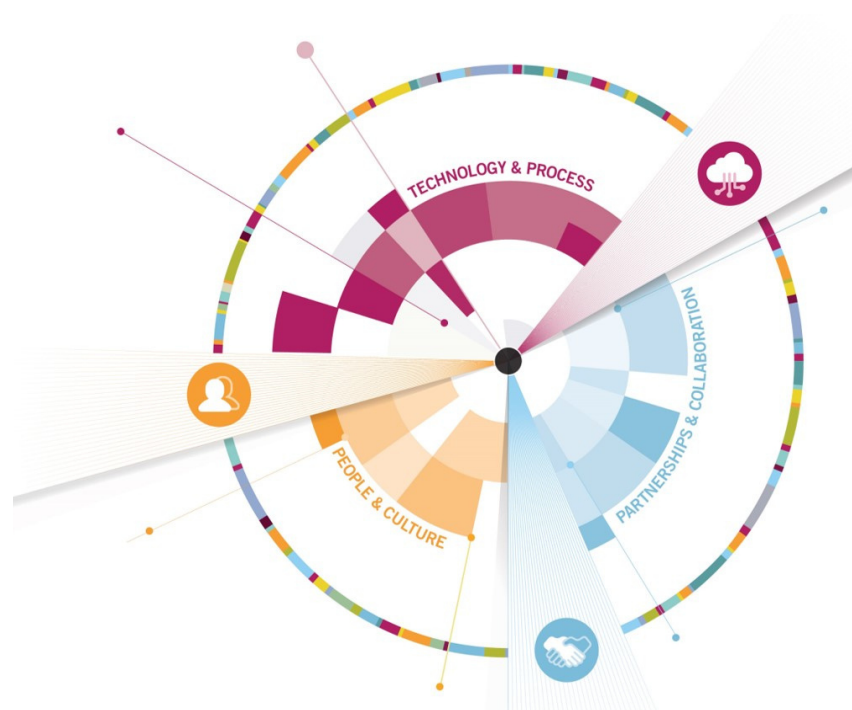 TECHNOLOGY & PROCESS
PARTNERSHIPS & COLLABORATION
PEOPLE & CULTURE